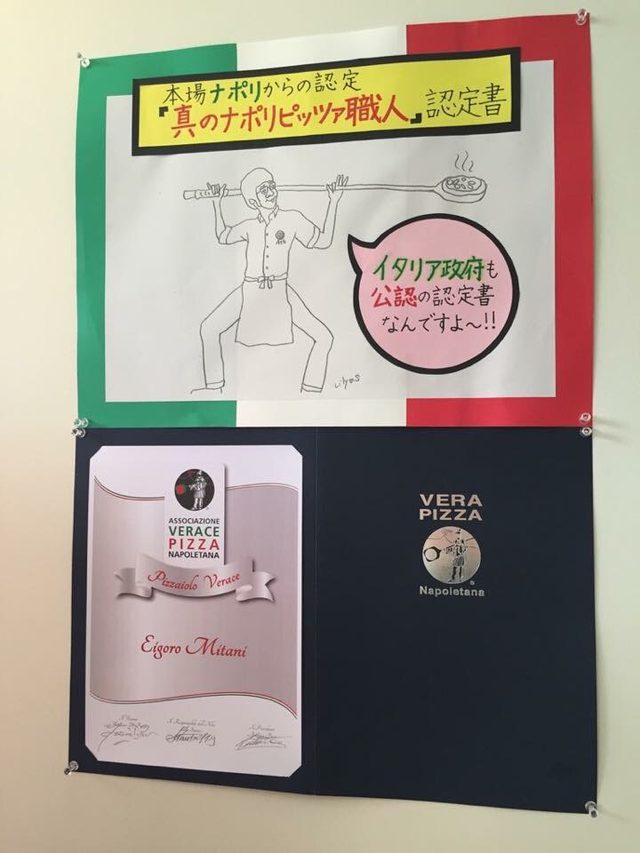 本場ナポリからの認定
『真のナポリピッツァ職人』認定書
イタリア政府も
公認の認定書
なんですよ〜!!
ASSOCIAZIONE
VERACE
PIZZA
NAPOLETANA
Pizzaiolo Verace
Eigoro Mitani
VERA
PIZZA
Napoletana